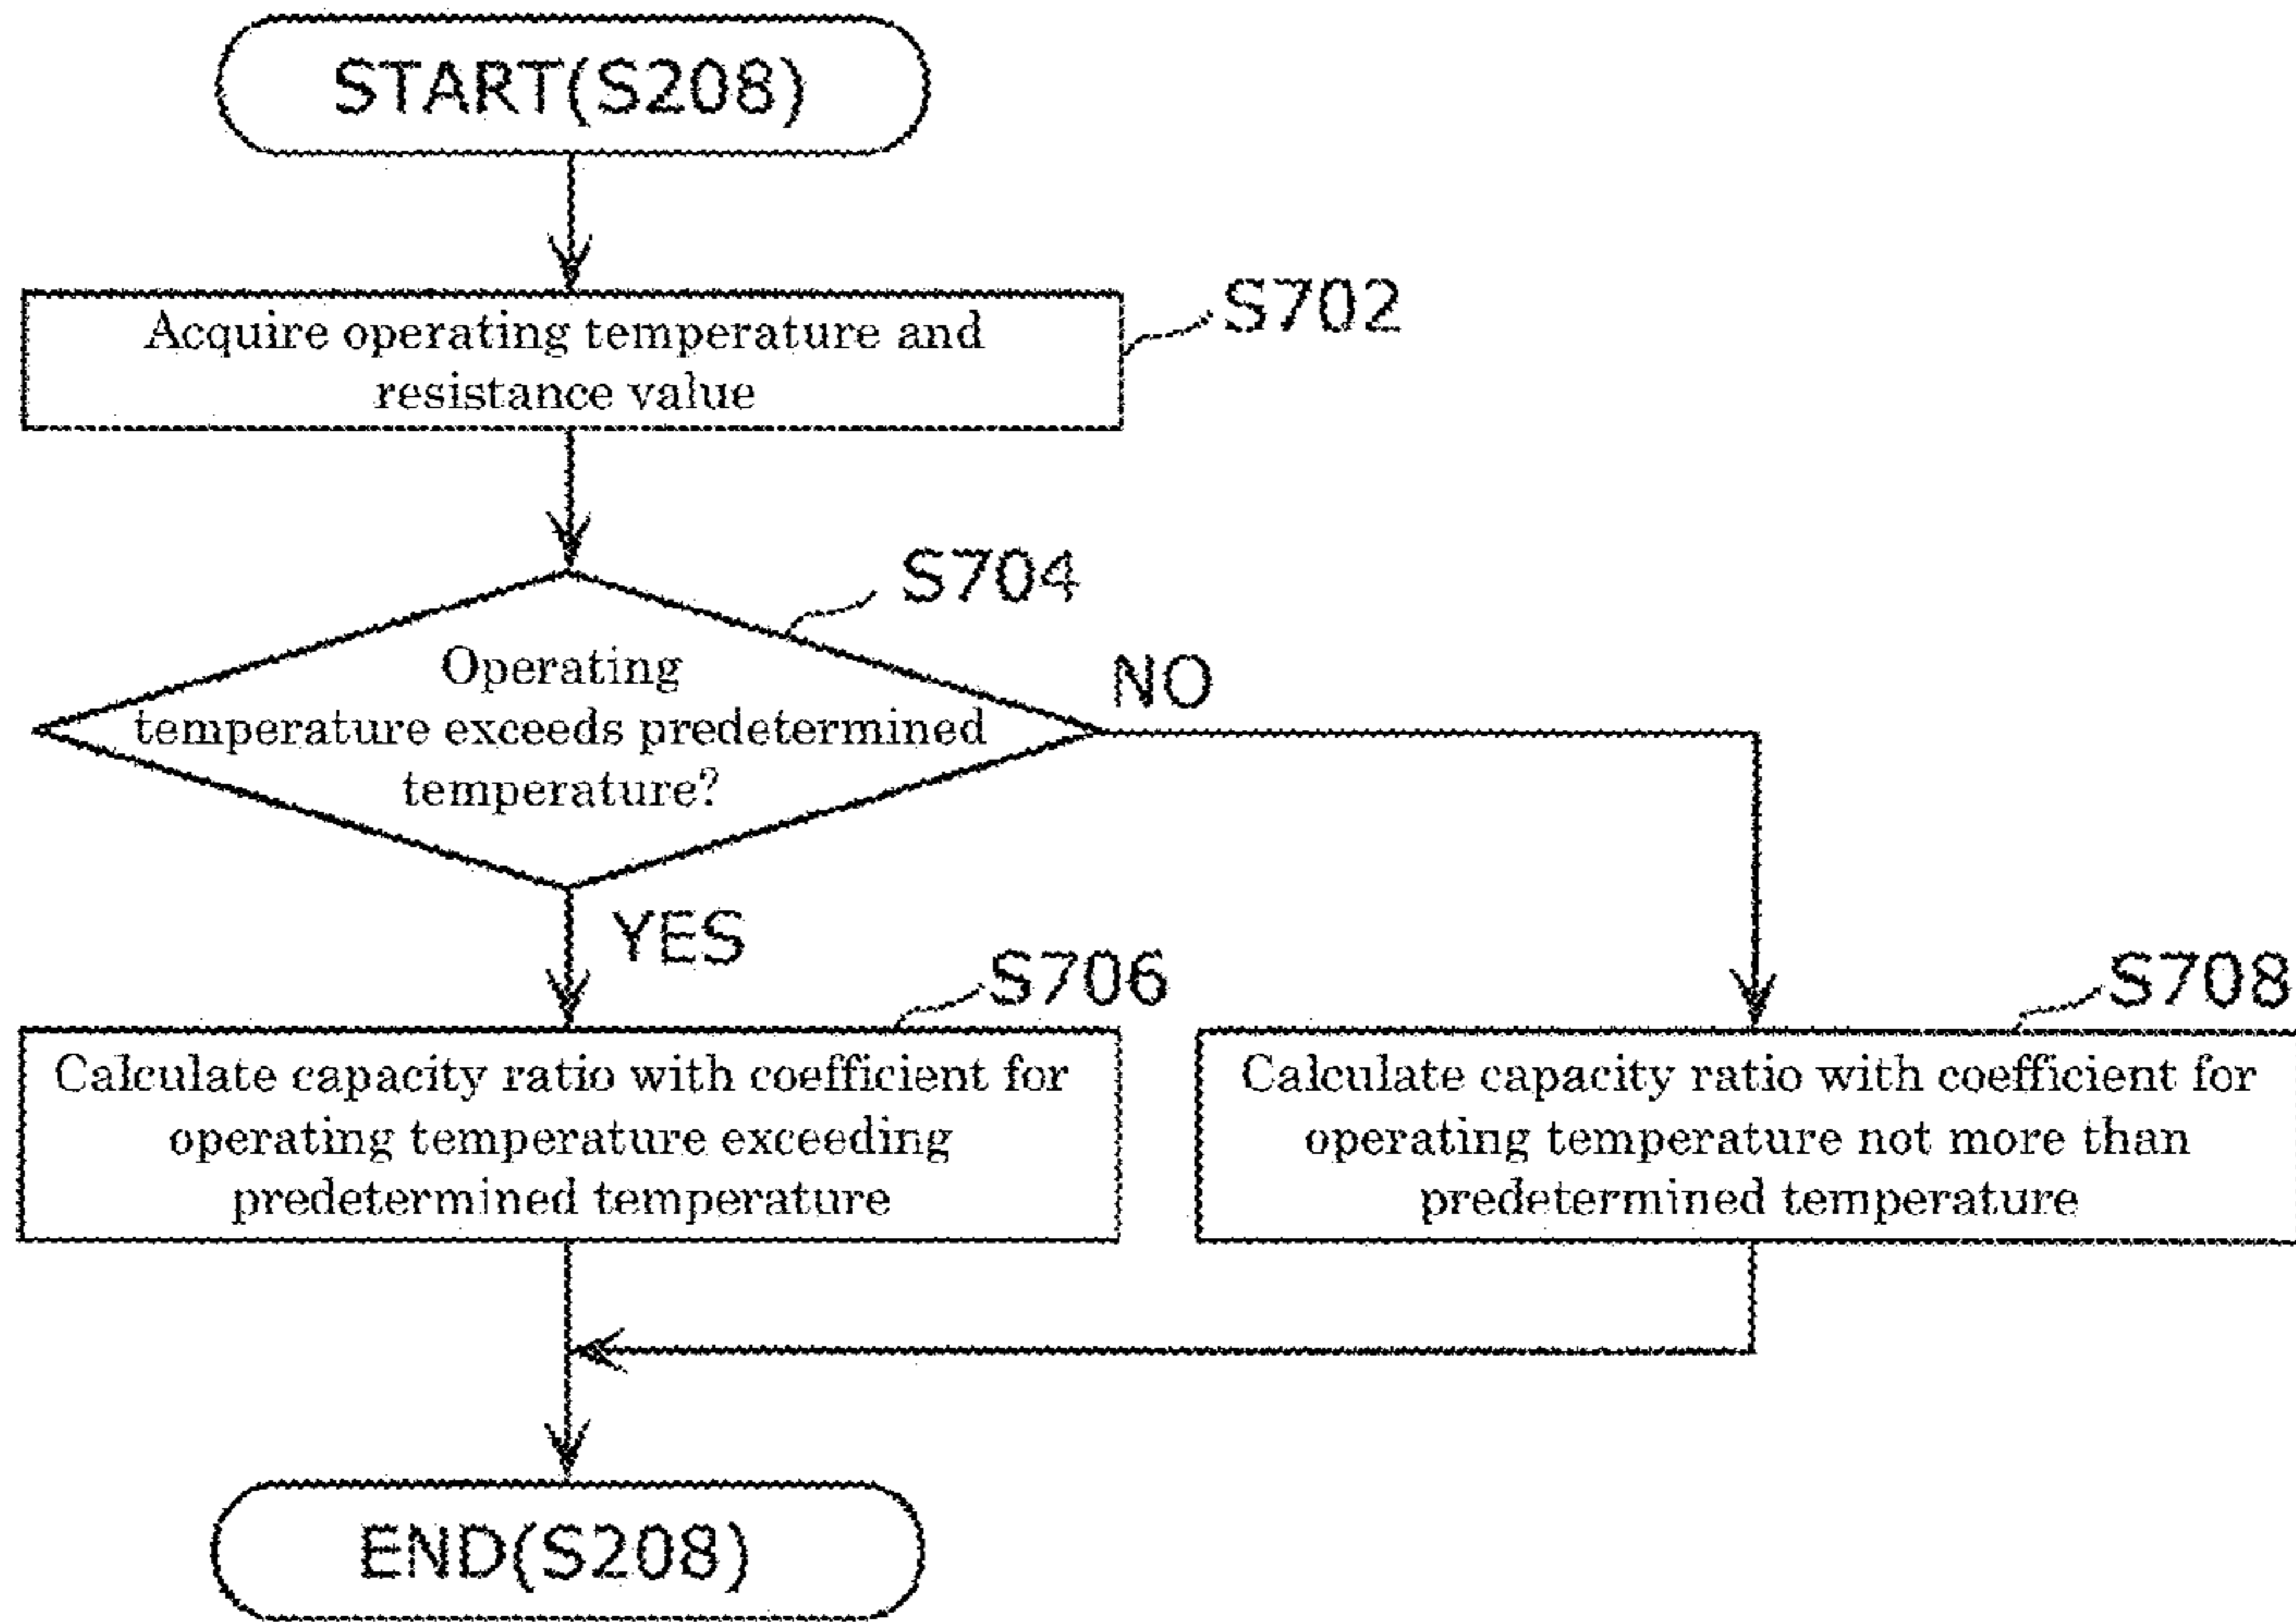 START(S208)
S702
Acquire operating temperature and
resistance value
S704
Operating
temperature exceeds predetermined
temperature?
NO
YES
S706
Calculate capacity ratio with coefficient for
operating temperature exceeding
predetermined temperature
S708
Calculate capacity ratio with coefficient for
operating temperature not more than
predetermined temperature
END(S208)